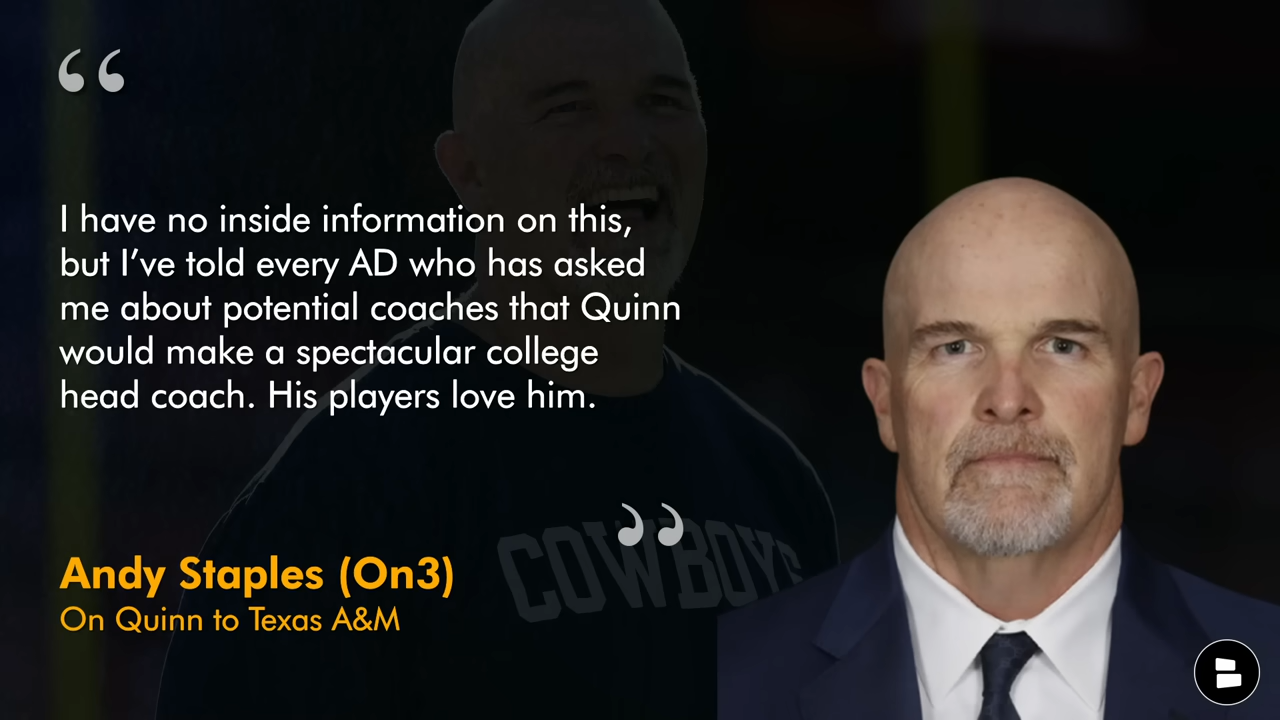 “
I have no inside information on this,
but I’ve told every AD who has asked
me about potential coaches that Quinn
would make a spectacular college
head coach. His players love him.
”
COWBOYS
Andy Staples (On3)
On Quinn to Texas A&M